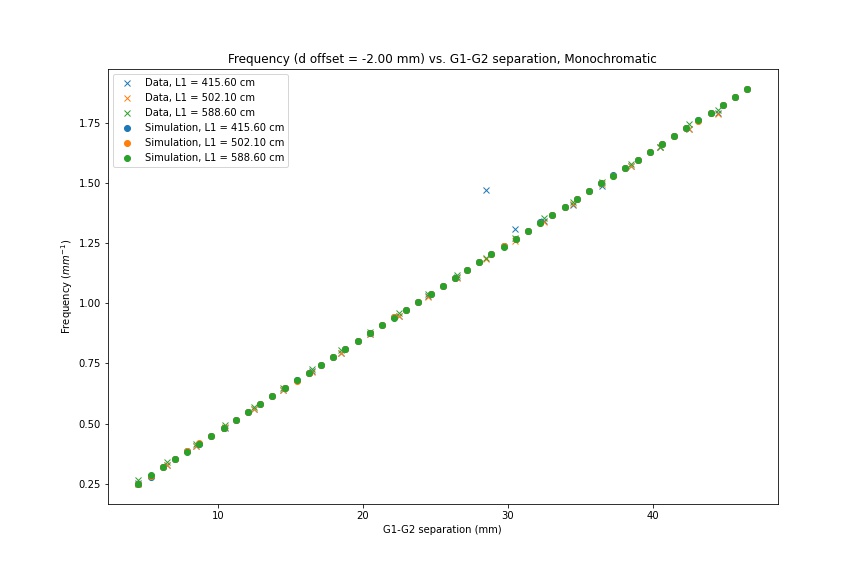 Frequency (d offset = -2.00 mm) vs. G1-G2 separation, Monochromatic
Data, L1 = 415.60 cm
Data, L1 = 502.10 cm
Data, L1 = 588.60 cm
Simulation, L1 = 415.60 cm
Simulation, L1 = 502.10 cm
Simulation, L1 = 588.60 cm
1.75
1.50
1.25
1.00
0.75
0.50
0.25
Frequency (mm⁻¹)
10 20 30 40
G1-G2 separation (mm)